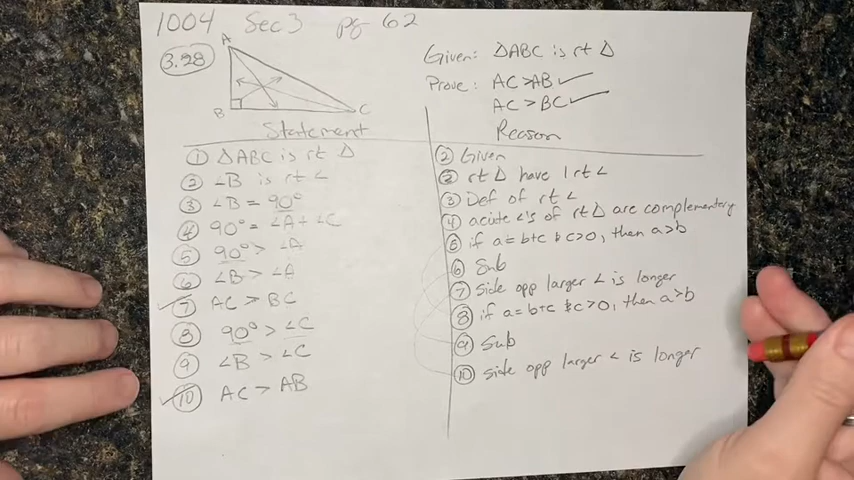 1004 Sec 3 pg 62
3.28
A
B
C
Given: △ABC is rt △
Prove: AC>AB ✓
AC>BC ✓
Statement
Reason
① △ABC is rt △
② ∠B is rt ∠
③ ∠B = 90°
④ 90° = ∠A + ∠C
⑤ 90° > ∠A
⑥ ∠B > ∠A
⑦ AC > BC
⑧ 90° > ∠C
⑨ ∠B > ∠C
⑩ AC > AB
② Given
② rt △ have 1 rt ∠
③ Def of rt ∠
④ acute ∠'s of rt △ are complementary
⑤ if a=b+c & c>0, then a>b
⑥ Sub
⑦ side opp larger ∠ is longer
⑧ if a=b+c & c>0, then a>b
⑨ Sub
⑩ side opp larger ∠ is longer